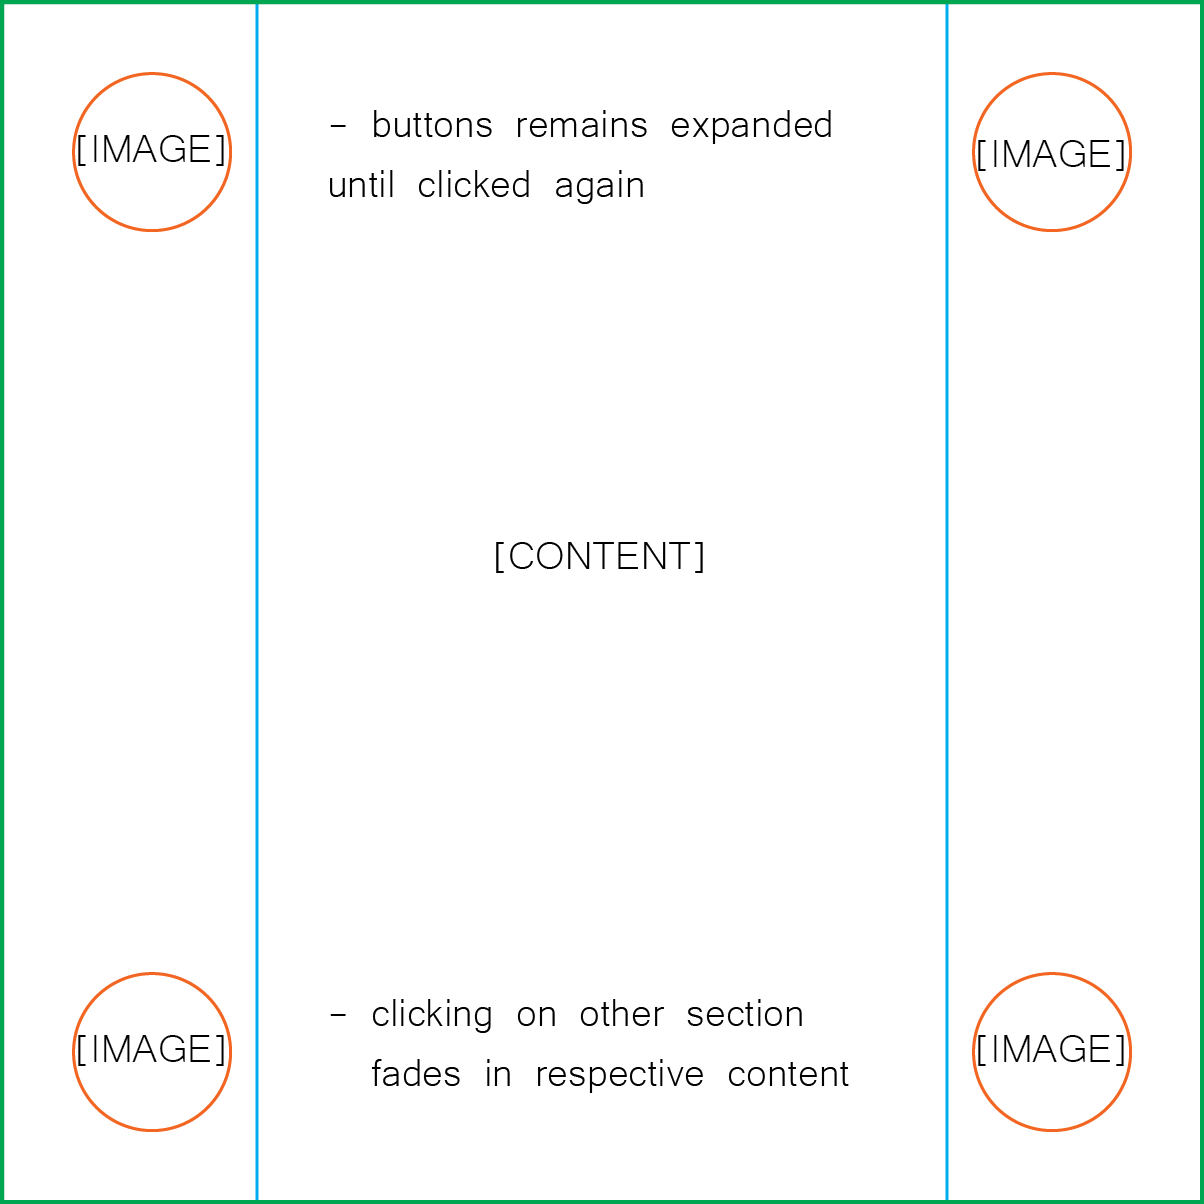 [IMAGE]
- buttons remains expanded
until clicked again
[IMAGE]
[CONTENT]
[IMAGE]
- clicking on other section
fades in respective content
[IMAGE]